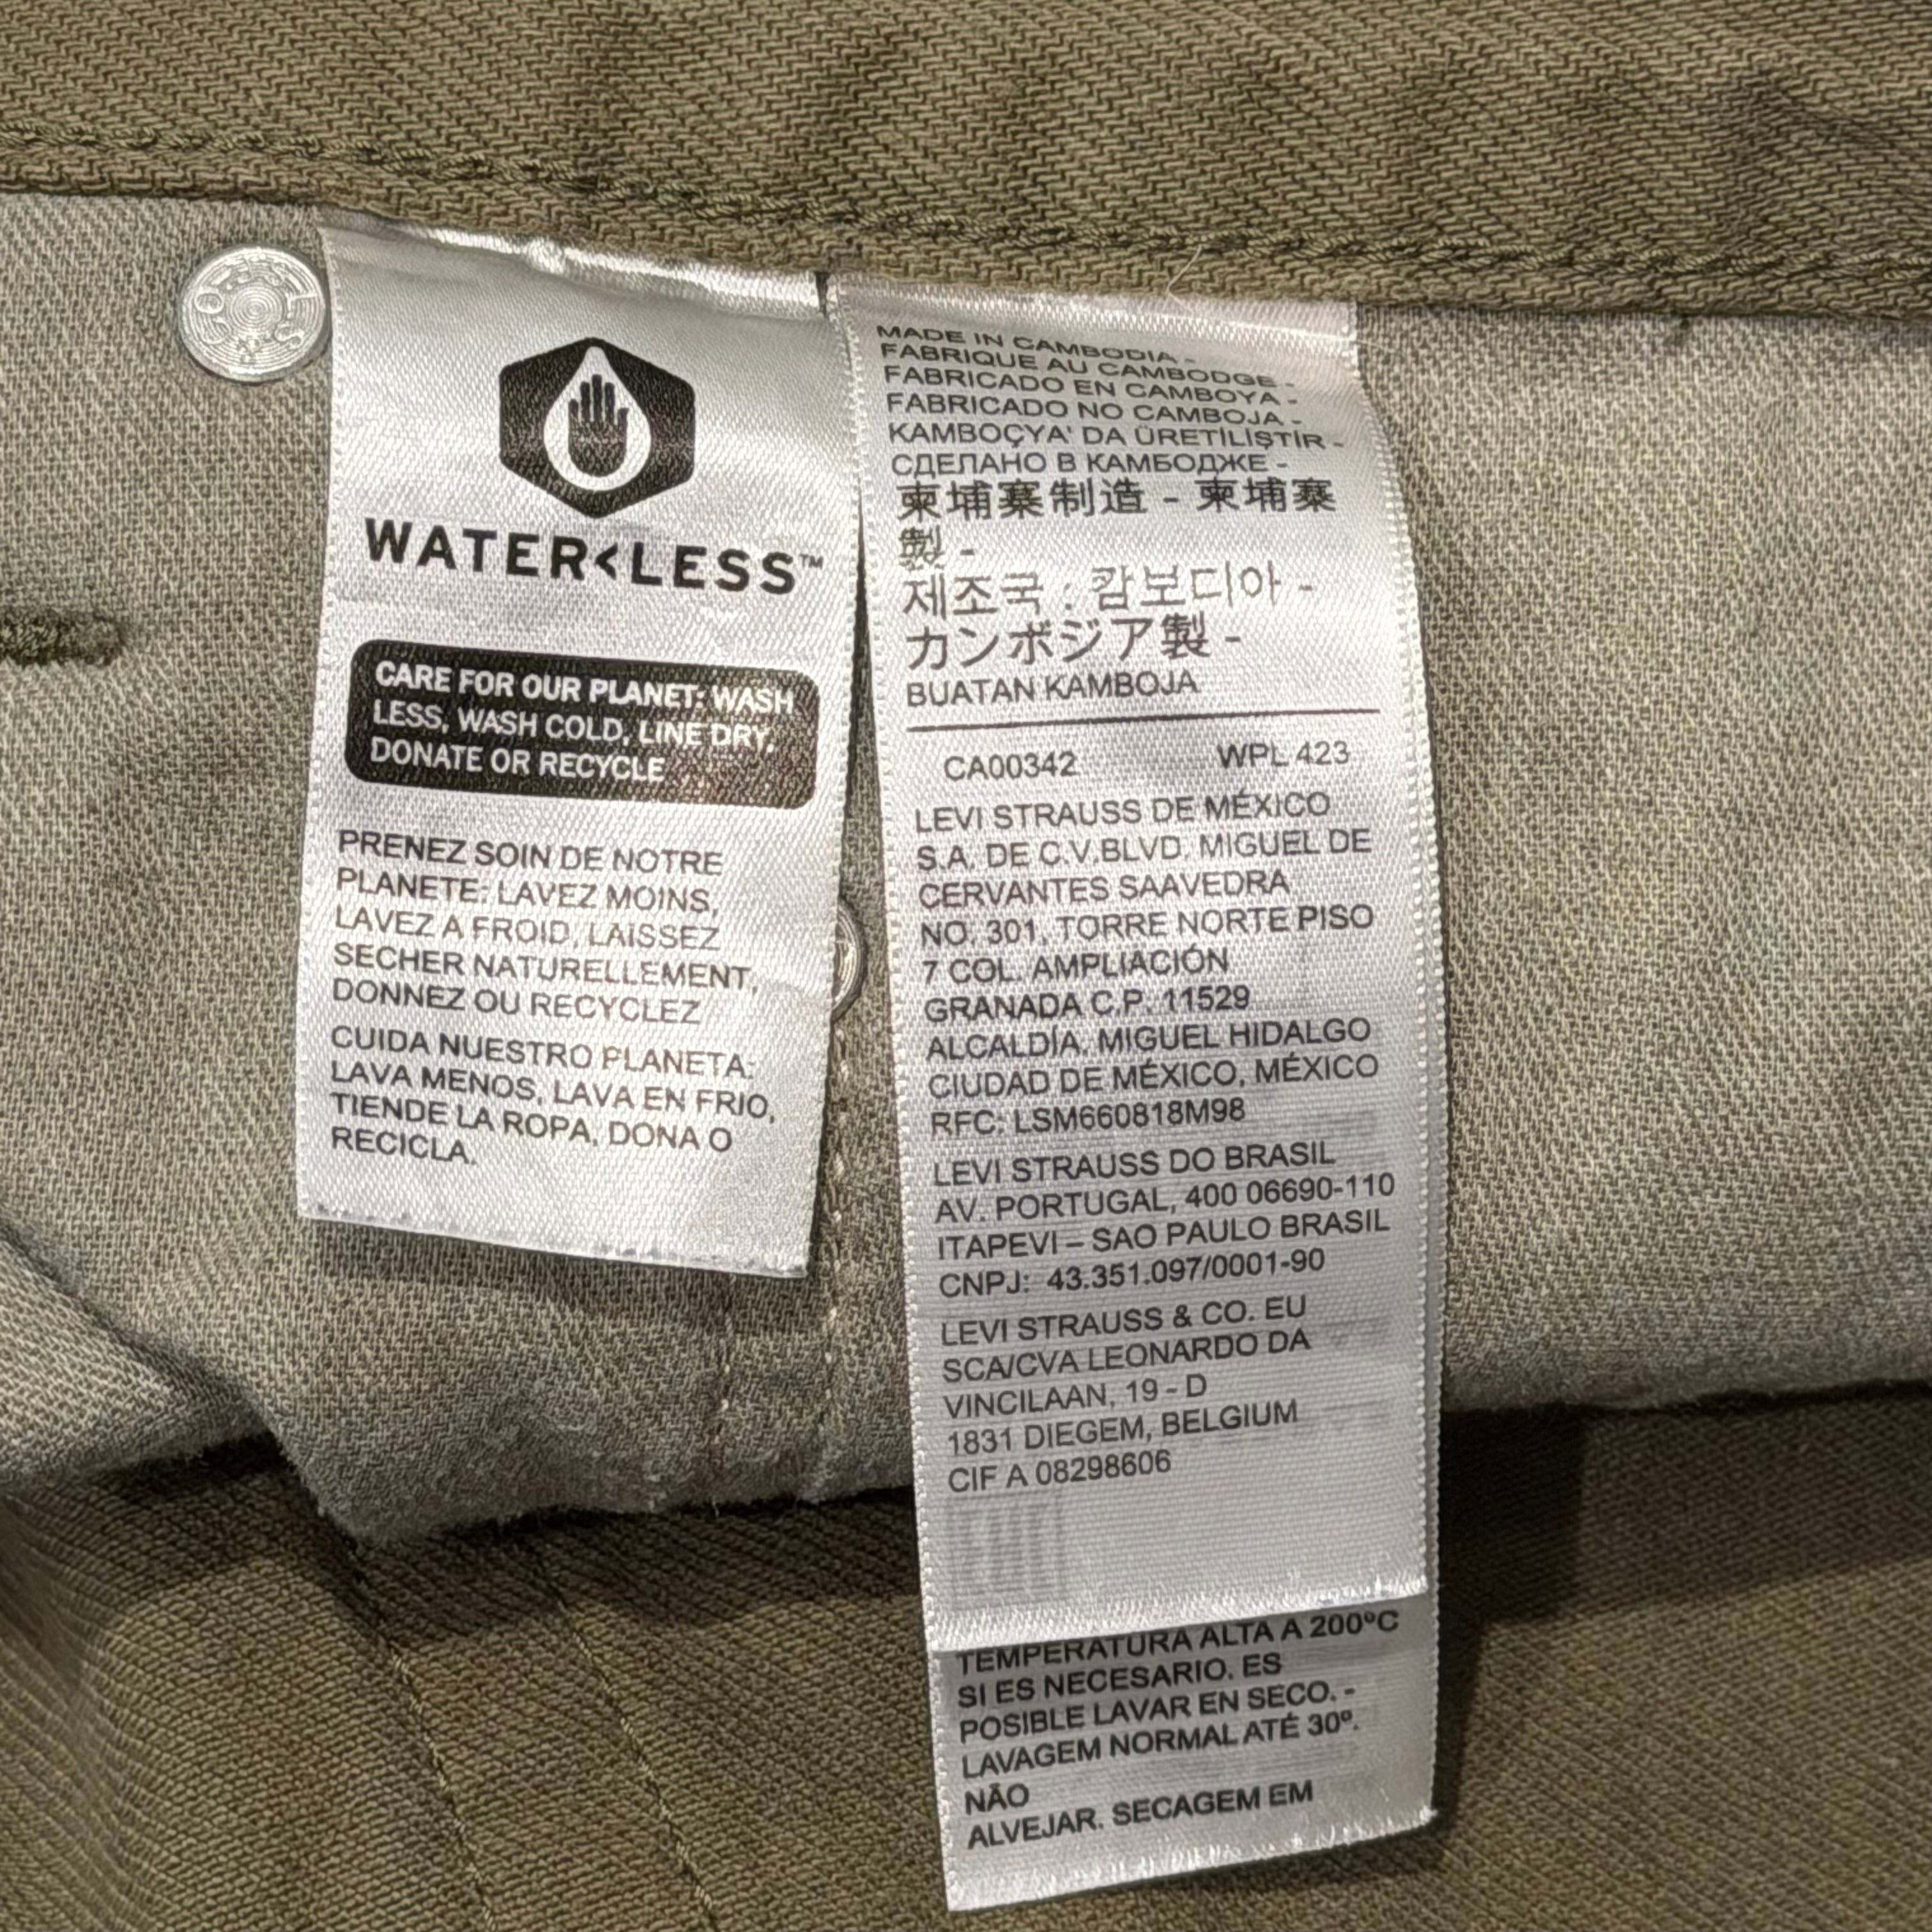 WATER<LESS™
CARE FOR OUR PLANET: WASH
LESS, WASH COLD, LINE DRY,
DONATE OR RECYCLE
PRENEZ SOIN DE NOTRE
PLANETE: LAVEZ MOINS,
LAVEZ A FROID, LAISSEZ
SECHER NATURELLEMENT,
DONNEZ OU RECYCLEZ
CUIDA NUESTRO PLANETA:
LAVA MENOS, LAVA EN FRIO,
TIENDE LA ROPA, DONA O
RECICLA.
MADE IN CAMBODIA -
FABRIQUE AU CAMBODGE -
FABRICADO EN CAMBOYA -
FABRICADO NO CAMBOJA -
KAMBOÇYA' DA ÜRETİLİŞTİR -
СДЕЛАНО В КАМБОДЖЕ -
柬埔寨制造 - 柬埔寨
製 -
제조국 : 캄보디아 -
カンボジア製 -
BUATAN KAMBOJA
CA00342 WPL 423
LEVI STRAUSS DE MÉXICO
S.A. DE C.V.BLVD. MIGUEL DE
CERVANTES SAAVEDRA
NO. 301, TORRE NORTE PISO
7 COL. AMPLIACIÓN
GRANADA C.P. 11529
ALCALDÍA. MIGUEL HIDALGO
CIUDAD DE MÉXICO, MÉXICO
RFC: LSM660818M98
LEVI STRAUSS DO BRASIL
AV. PORTUGAL, 400 06690-110
ITAPEVI – SAO PAULO BRASIL
CNPJ: 43.351.097/0001-90
LEVI STRAUSS & CO. EU
SCA/CVA LEONARDO DA
VINCILAAN, 19 - D
1831 DIEGEM, BELGIUM
CIF A 08298606
TEMPERATURA ALTA A 200ºC
SI ES NECESARIO. ES
POSIBLE LAVAR EN SECO. -
LAVAGEM NORMAL ATÉ 30º.
NÃO
ALVEJAR. SECAGEM EM